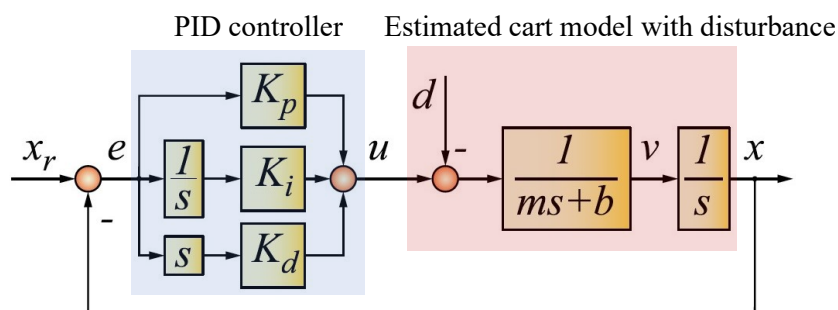 PID controller
Estimated cart model with disturbance
K_p
d
-
x_r
e
1
s
K_i
u
1
ms+b
v
1
s
x
-
s
K_d